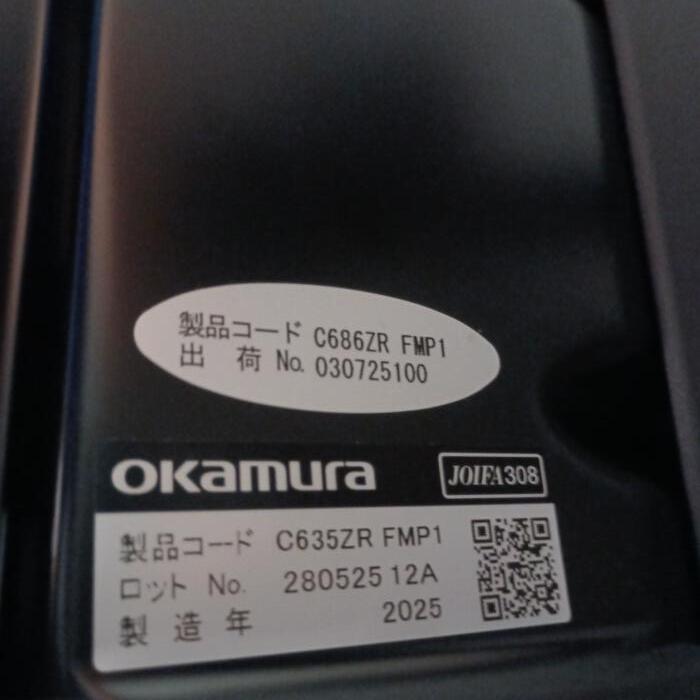 製品コード C686ZR FMP1
出荷 No. 030725100
okamura
JOIFA308
製品コード C635ZR FMP1
ロット No. 280525 12A
製造年 2025